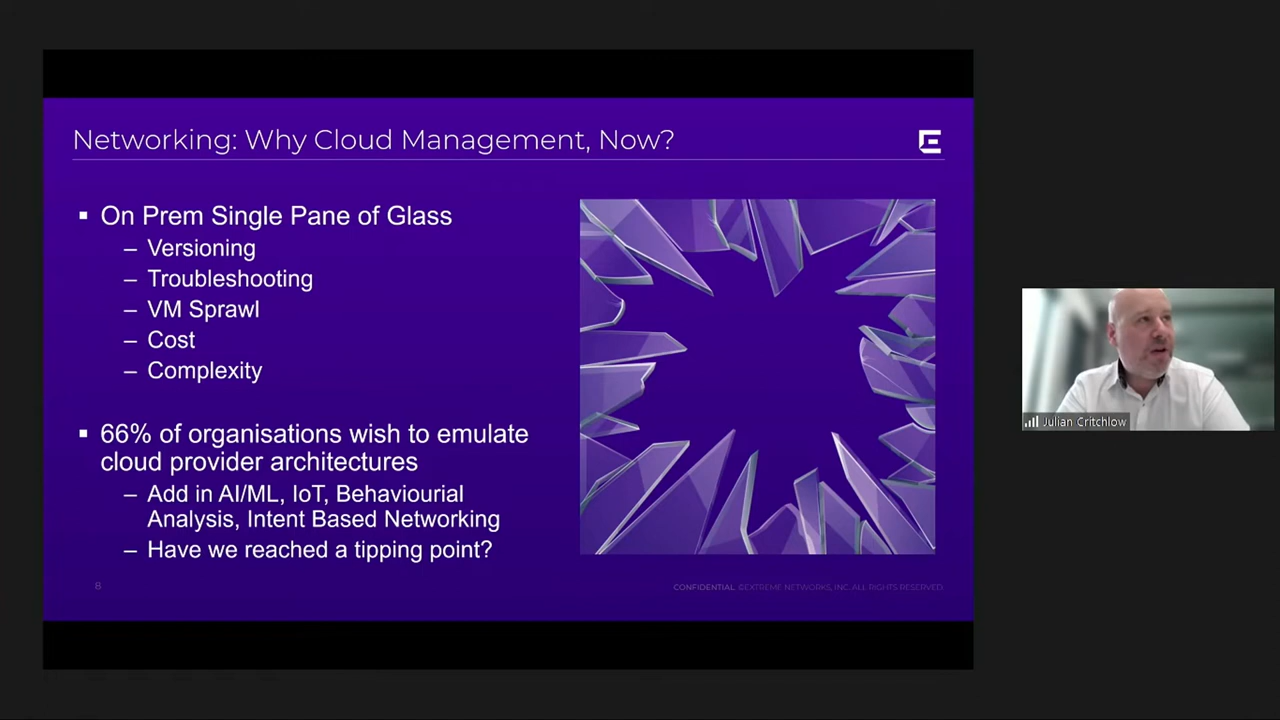 Networking: Why Cloud Management, Now?
▪ On Prem Single Pane of Glass
– Versioning
– Troubleshooting
– VM Sprawl
– Cost
– Complexity
▪ 66% of organisations wish to emulate
cloud provider architectures
– Add in AI/ML, IoT, Behaviourial
Analysis, Intent Based Networking
– Have we reached a tipping point?
8
CONFIDENTIAL ©EXTREME NETWORKS, INC. ALL RIGHTS RESERVED.
Julian Critchlow